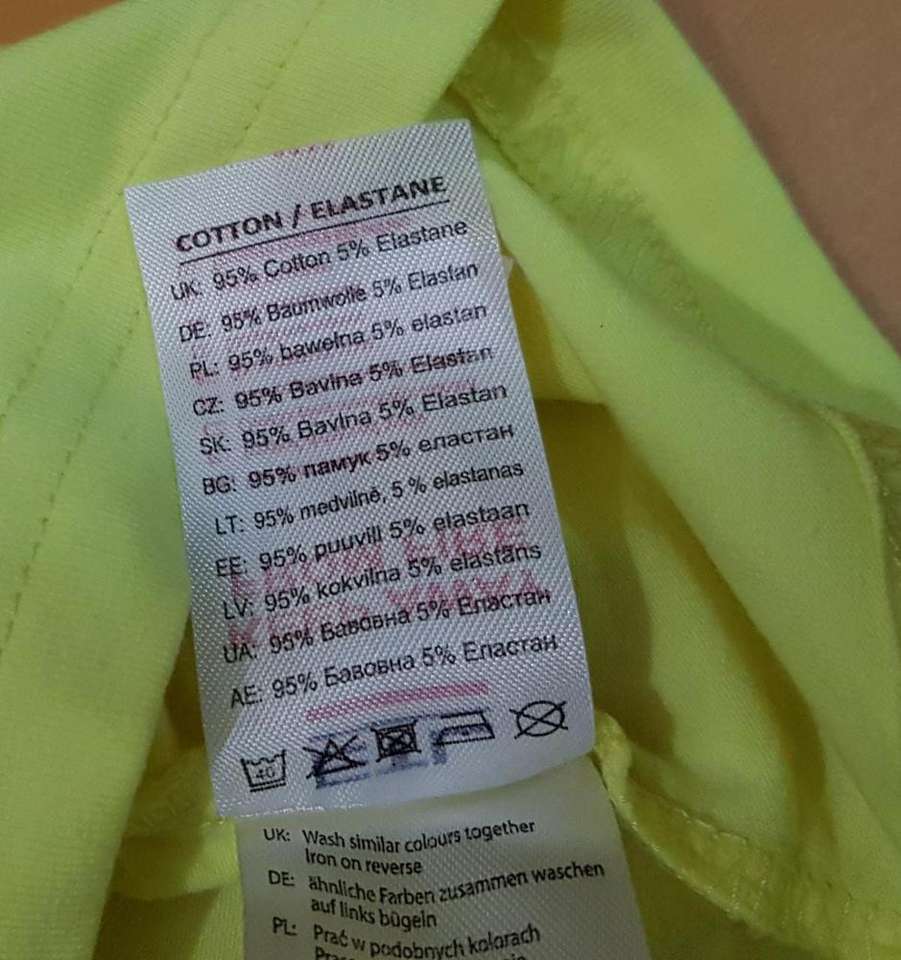 COTTON / ELASTANE
UK: 95% Cotton 5% Elastane
DE: 95% Baumwolle 5% Elastan
PL: 95% bawełna 5% elastan
CZ: 95% Bavlna 5% Elastan
SK: 95% Bavlna 5% Elastan
BG: 95% памук 5% еластан
LT: 95% medvilnė, 5 % elastanas
EE: 95% puuvill 5% elastaan
LV: 95% kokvilna 5% elastāns
UA: 95% Бавовна 5% Еластан
AE: 95% Бавовна 5% Еластан
40
UK: Wash similar colours together
Iron on reverse
DE: ähnliche Farben zusammen waschen
auf links bügeln
PL: Prać w podobnych kolorach